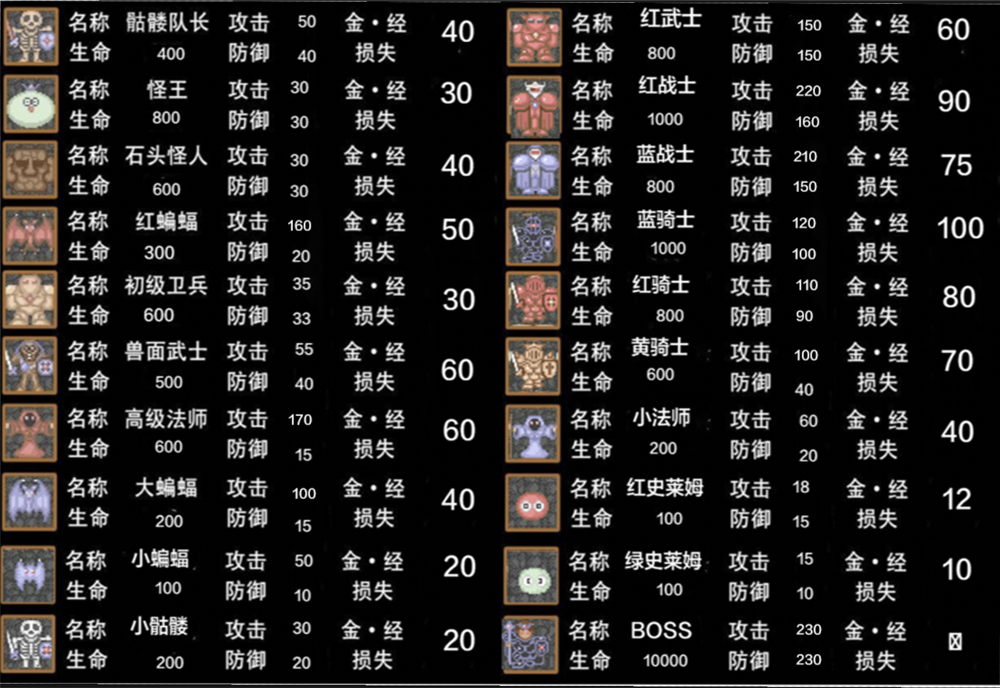 名称 骷髅队长 攻击 50 金·经 40
生命 400 防御 40 损失
名称 怪王 攻击 30 金·经 30
生命 800 防御 30 损失
名称 石头怪人 攻击 30 金·经 40
生命 600 防御 30 损失
名称 红蝙蝠 攻击 160 金·经 50
生命 300 防御 20 损失
名称 初级卫兵 攻击 35 金·经 30
生命 600 防御 33 损失
名称 兽面武士 攻击 55 金·经 60
生命 500 防御 40 损失
名称 高级法师 攻击 170 金·经 60
生命 600 防御 15 损失
名称 大蝙蝠 攻击 100 金·经 40
生命 200 防御 15 损失
名称 小蝙蝠 攻击 50 金·经 20
生命 100 防御 10 损失
名称 小骷髅 攻击 30 金·经 20
生命 200 防御 20 损失
名称 红武士 攻击 150 金·经 60
生命 800 防御 150 损失
名称 红战士 攻击 220 金·经 90
生命 1000 防御 160 损失
名称 蓝战士 攻击 210 金·经 75
生命 800 防御 150 损失
名称 蓝骑士 攻击 120 金·经 100
生命 1000 防御 100 损失
名称 红骑士 攻击 110 金·经 80
生命 800 防御 90 损失
名称 黄骑士 攻击 100 金·经 70
生命 600 防御 40 损失
名称 小法师 攻击 60 金·经 40
生命 200 防御 20 损失
名称 红史莱姆 攻击 18 金·经 12
生命 100 防御 15 损失
名称 绿史莱姆 攻击 15 金·经 10
生命 100 防御 10 损失
名称 BOSS 攻击 230 金·经
生命 10000 防御 230 损失